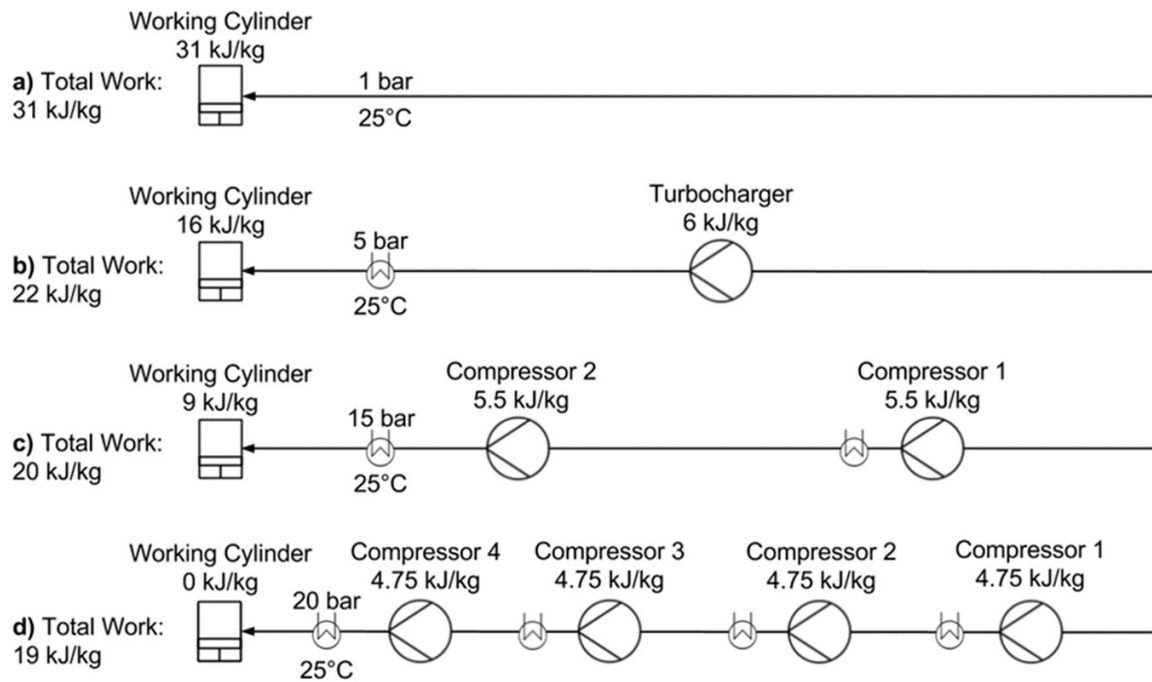 Working Cylinder
31 kJ/kg
a) Total Work:
31 kJ/kg
1 bar
25°C
Working Cylinder
16 kJ/kg
b) Total Work:
22 kJ/kg
5 bar
25°C
Turbocharger
6 kJ/kg
Working Cylinder
9 kJ/kg
c) Total Work:
20 kJ/kg
15 bar
25°C
Compressor 2
5.5 kJ/kg
Compressor 1
5.5 kJ/kg
Working Cylinder
0 kJ/kg
d) Total Work:
19 kJ/kg
20 bar
25°C
Compressor 4
4.75 kJ/kg
Compressor 3
4.75 kJ/kg
Compressor 2
4.75 kJ/kg
Compressor 1
4.75 kJ/kg